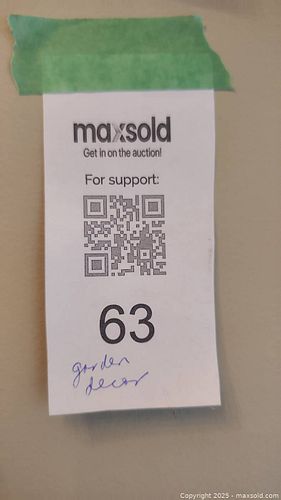 maxsold
Get in on the auction!
For support:
63
garden
decor
Copyright 2025 - maxsold.com